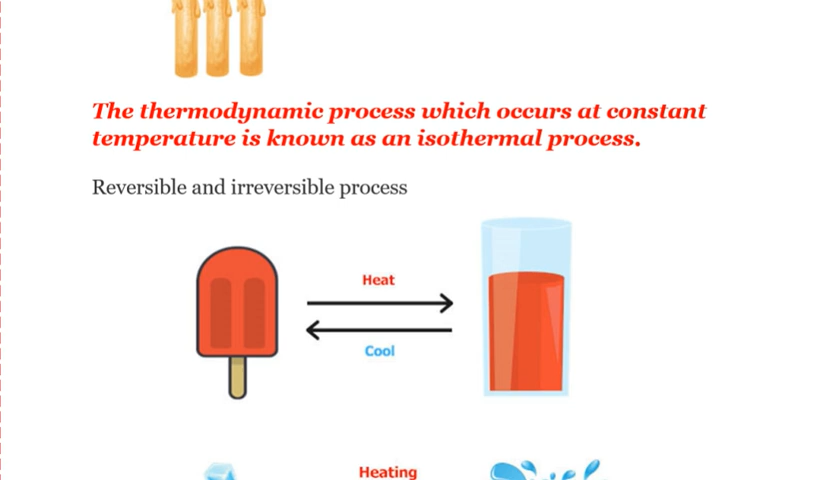 The thermodynamic process which occurs at constant
temperature is known as an isothermal process.
Reversible and irreversible process
Heat
Cool
Heating